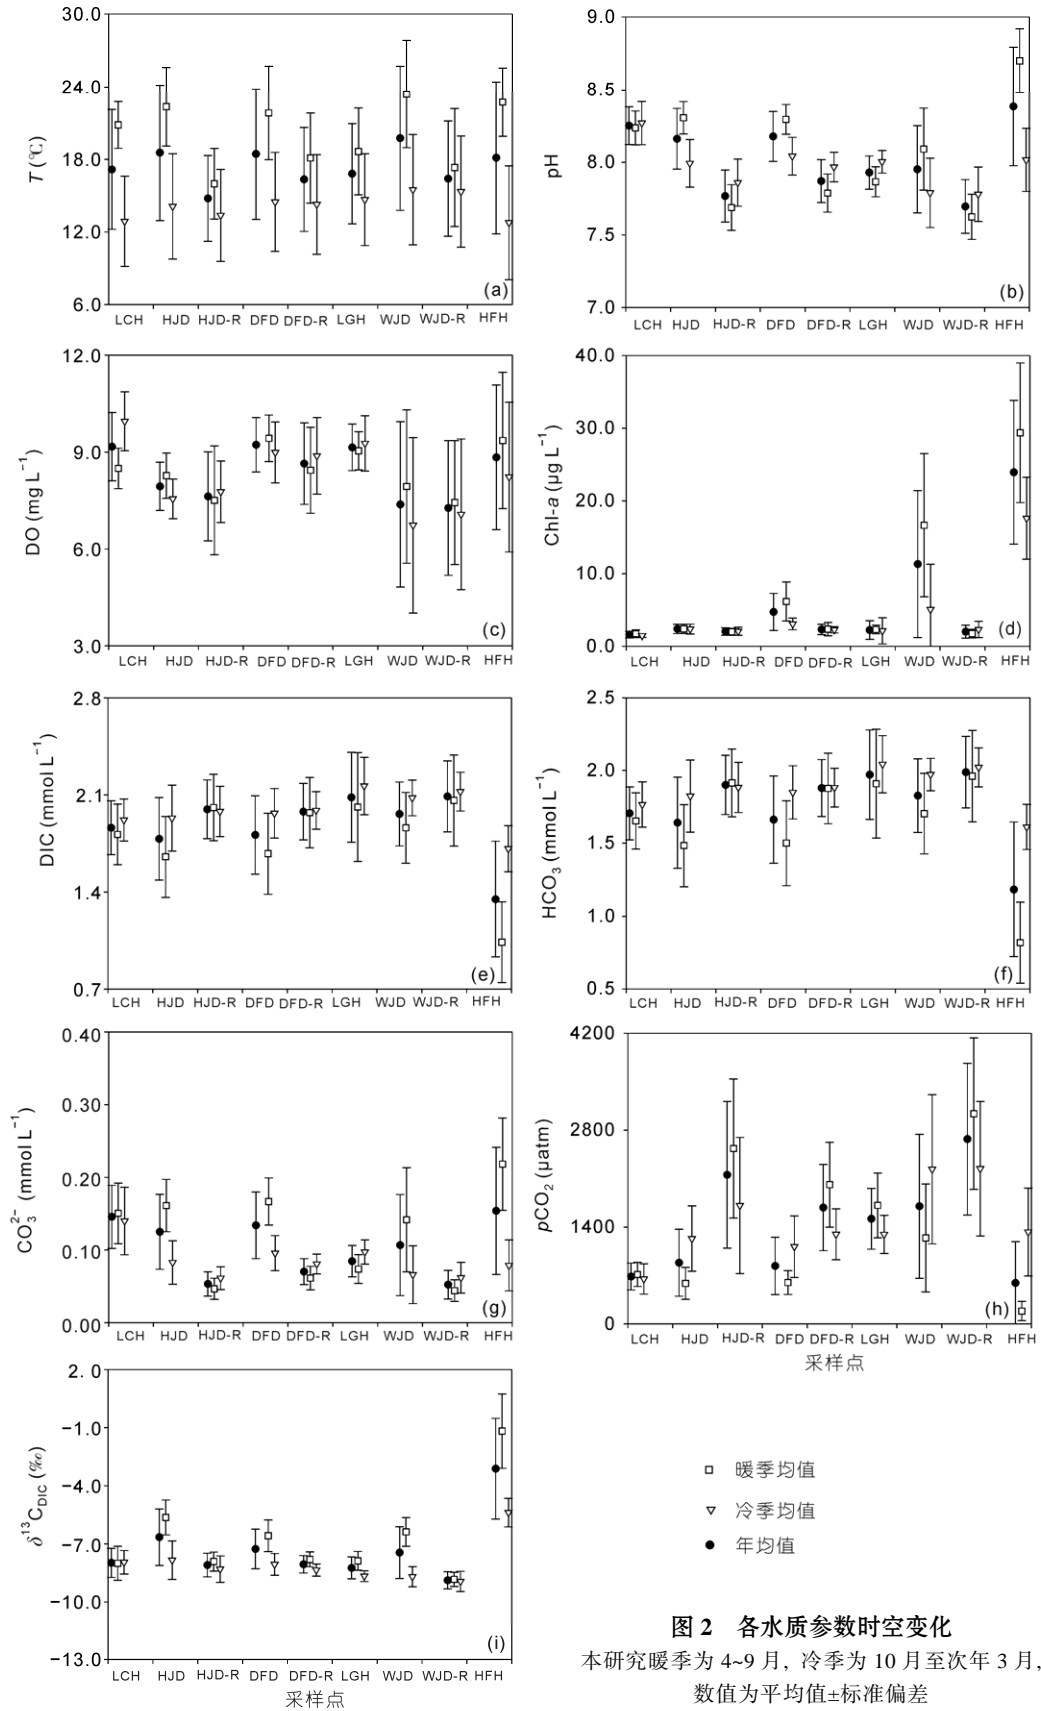 30.0
24.0
18.0
12.0
6.0
T (℃)
(a)
LCH HJD HJD-R DFD DFD-R LGH WJD WJD-R HFH
9.0
8.5
8.0
7.5
7.0
pH
(b)
LCH HJD HJD-R DFD DFD-R LGH WJD WJD-R HFH
12.0
9.0
6.0
3.0
DO (mg L⁻¹)
(c)
LCH HJD HJD-R DFD DFD-R LGH WJD WJD-R HFH
40.0
30.0
20.0
10.0
0.0
Chl-a (μg L⁻¹)
(d)
LCH HJD HJD-R DFD DFD-R LGH WJD WJD-R HFH
2.8
2.1
1.4
0.7
DIC (mmol L⁻¹)
(e)
LCH HJD HJD-R DFD DFD-R LGH WJD WJD-R HFH
2.5
2.0
1.5
1.0
0.5
HCO₃ (mmol L⁻¹)
(f)
LCH HJD HJD-R DFD DFD-R LGH WJD WJD-R HFH
0.40
0.30
0.20
0.10
0.00
CO₃²⁻ (mmol L⁻¹)
(g)
LCH HJD HJD-R DFD DFD-R LGH WJD WJD-R HFH
4200
2800
1400
0
pCO₂ (μatm)
(h)
LCH HJD HJD-R DFD DFD-R LGH WJD WJD-R HFH
采样点
2.0
−1.0
−4.0
−7.0
−10.0
−13.0
δ¹³C_DIC (‰)
(i)
LCH HJD HJD-R DFD DFD-R LGH WJD WJD-R HFH
采样点
暖季均值
冷季均值
年均值
图 2 各水质参数时空变化
本研究暖季为 4~9 月, 冷季为 10 月至次年 3 月,
数值为平均值±标准偏差